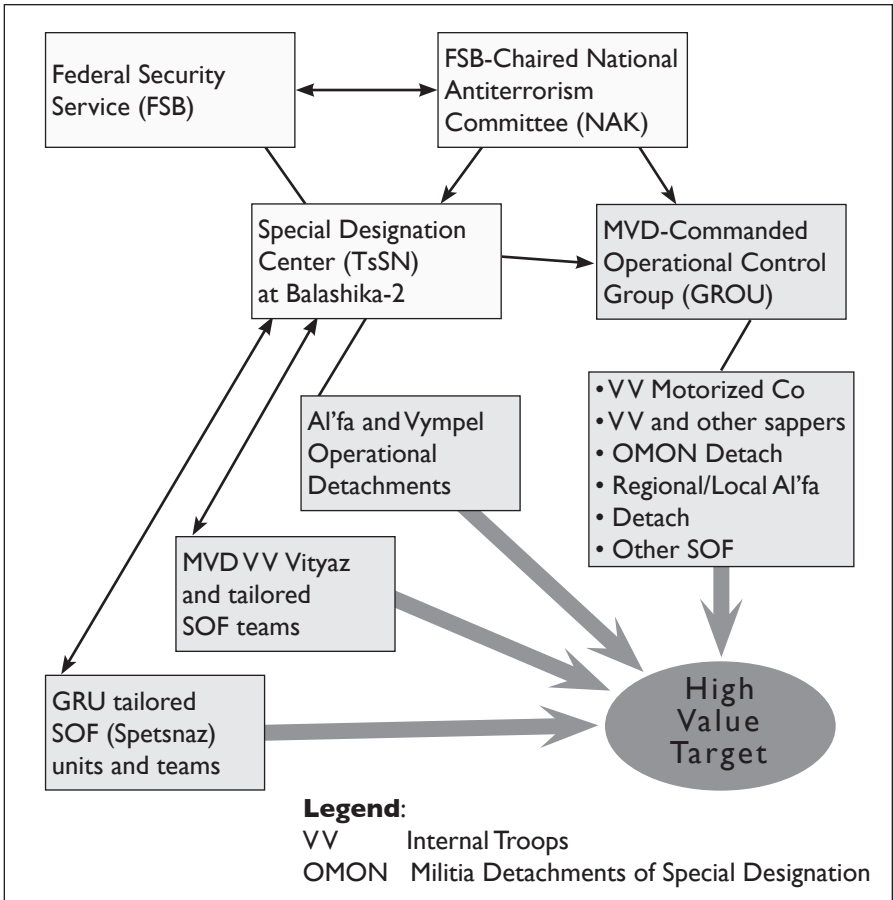 Federal Security
Service (FSB)
FSB-Chaired National
Antiterrorism
Committee (NAK)
Special Designation
Center (TsSN)
at Balashika-2
MVD-Commanded
Operational Control
Group (GROU)
Al’fa and Vympel
Operational
Detachments
• VV Motorized Co
• VV and other sappers
• OMON Detach
• Regional/Local Al’fa
• Detach
• Other SOF
MVD VV Vityaz
and tailored
SOF teams
GRU tailored
SOF (Spetsnaz)
units and teams
High
Value
Target
Legend:
VV Internal Troops
OMON Militia Detachments of Special Designation